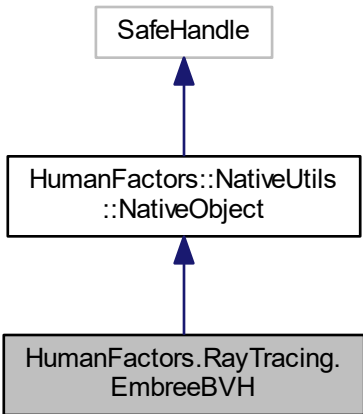 SafeHandle
HumanFactors::NativeUtils
::NativeObject
HumanFactors.RayTracing.
EmbreeBVH